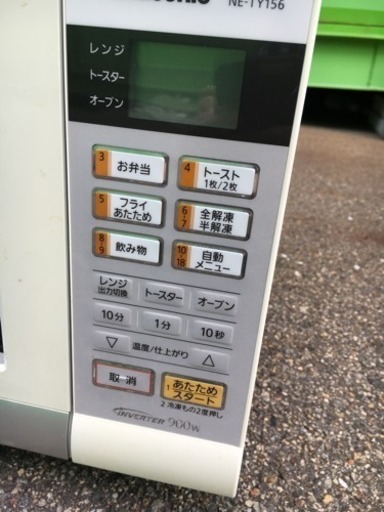 NE-TY156
レンジ
トースター
オーブン
3 お弁当
4 トースト
1枚/2枚
5 フライ
あたため
6・7 全解凍
半解凍
8・9 飲み物
10・18 自動
メニュー
レンジ
出力切換
トースター
オーブン
10分
1分
10秒
▽ 温度/仕上がり △
取消
1 あたため
スタート
2 冷凍もの2度押し
INVERTER 900W